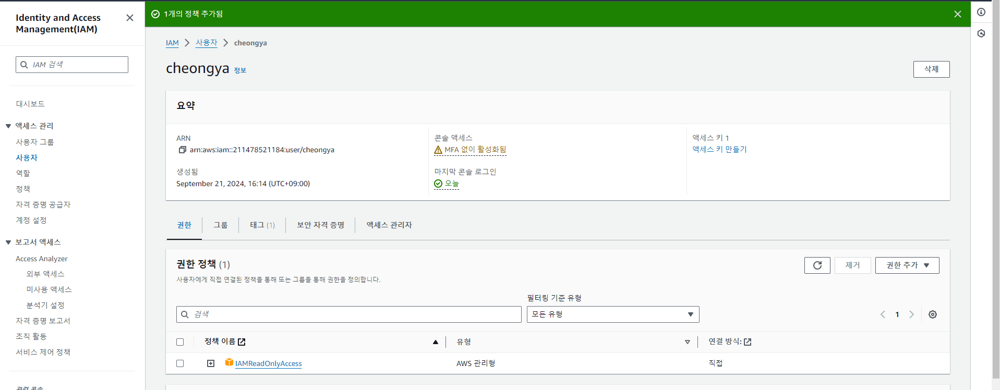 Identity and Access
Management(IAM)
IAM 검색
대시보드
액세스 관리
사용자 그룹
사용자
역할
정책
자격 증명 공급자
계정 설정
보고서 액세스
Access Analyzer
외부 액세스
미사용 액세스
분석기 설정
자격 증명 보고서
조직 활동
서비스 제어 정책
관련 콘솔
1개의 정책 추가됨
IAM 사용자 cheongya
cheongya 정보
삭제
요약
ARN
arn:aws:iam::211478521184:user/cheongya
생성됨
September 21, 2024, 16:14 (UTC+09:00)
콘솔 액세스
MFA 없이 활성화됨
마지막 콘솔 로그인
오늘
액세스 키 1
액세스 키 만들기
권한 그룹 태그 (1) 보안 자격 증명 액세스 관리자
권한 정책 (1)
사용자에게 직접 연결된 정책을 통해 또는 그룹을 통해 권한을 정의합니다.
제거 권한 추가
필터링 기준 유형
검색 모든 유형 1
정책 이름 유형 연결 방식:
IAMReadOnlyAccess AWS 관리형 직접